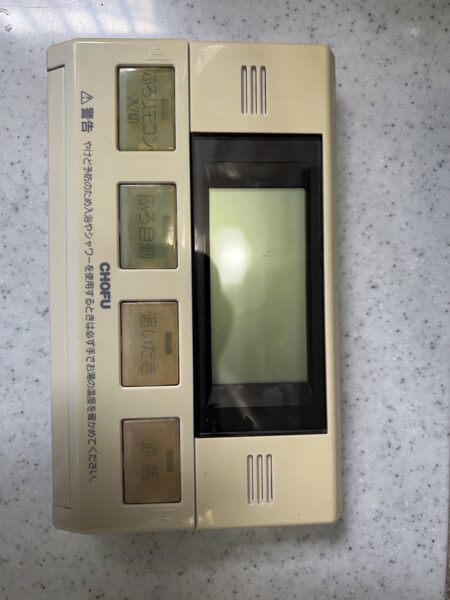 ふろリモコン
入/切
ふろ自動
追いだき
通話
CHOFU
⚠警告
やけど予防のため入浴やシャワーを使用するときは必ず手でお湯の温度を確かめてください。